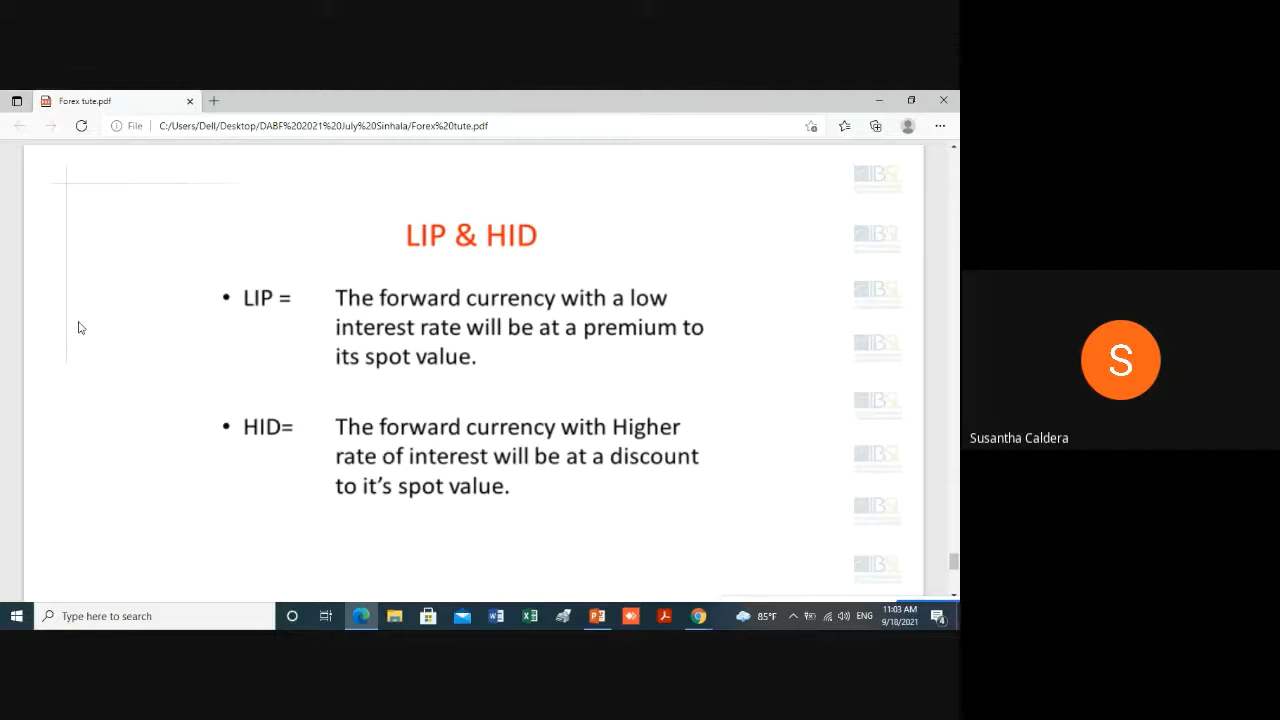 Forex tute.pdf
File
C:/Users/Dell/Desktop/DABF%202021%20July%20Sinhala/Forex%20tute.pdf
LIP & HID
• LIP = The forward currency with a low
interest rate will be at a premium to
its spot value.
• HID= The forward currency with Higher
rate of interest will be at a discount
to it's spot value.
S
Susantha Caldera
Type here to search
85°F
ENG
11:03 AM
9/18/2021
4